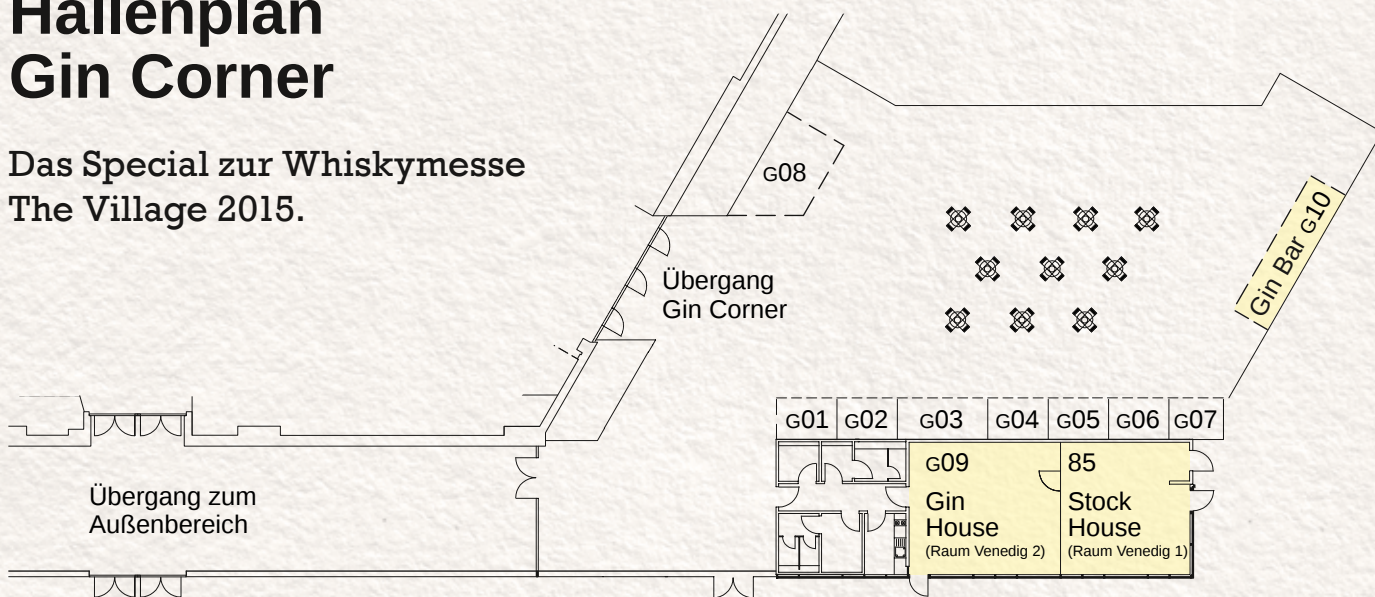 Hallenplan
Gin Corner
Das Special zur Whiskymesse
The Village 2015.
G08
Gin Bar G10
Übergang
Gin Corner
G01 G02 G03 G04 G05 G06 G07
G09
Gin
House
(Raum Venedig 2)
85
Stock
House
(Raum Venedig 1)
Übergang zum
Außenbereich